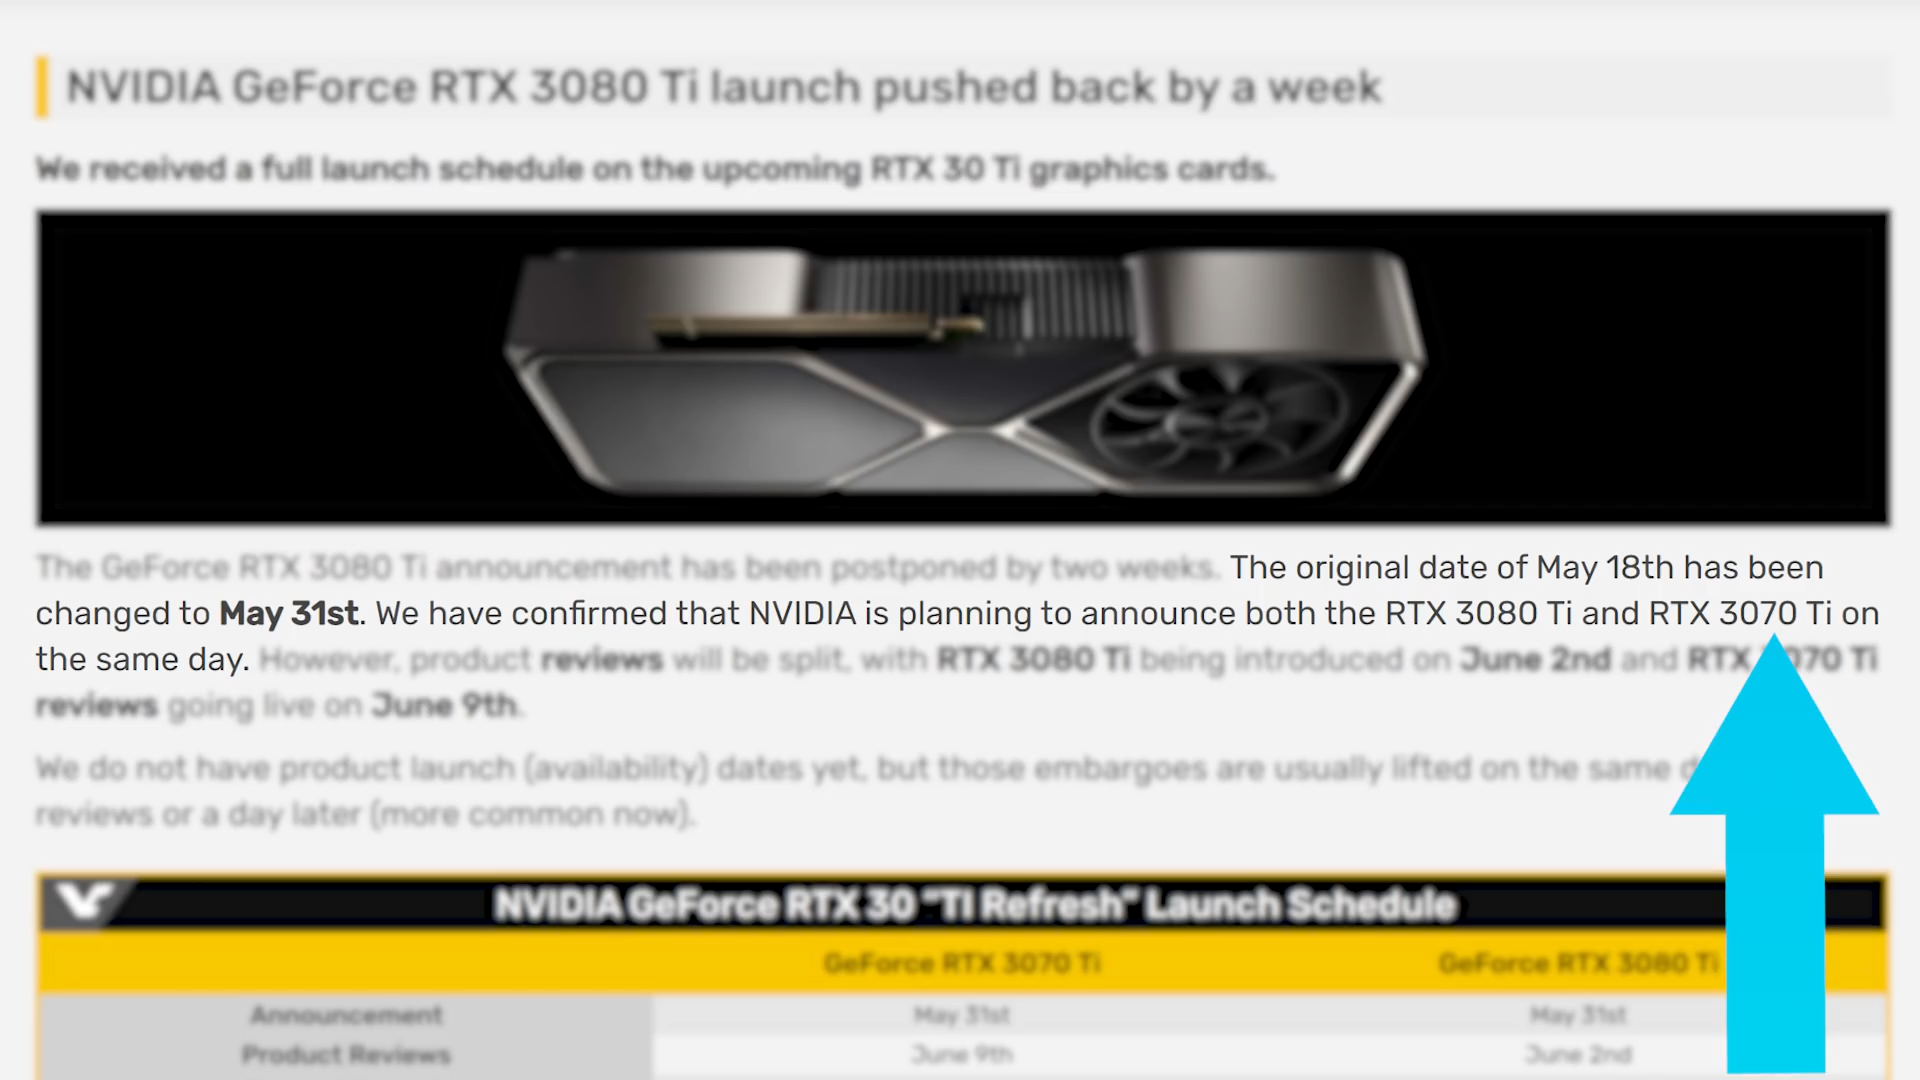 NVIDIA GeForce RTX 3080 Ti launch pushed back by a week
We received a full launch schedule on the upcoming RTX 30 Ti graphics cards.
The GeForce RTX 3080 Ti announcement has been postponed by two weeks. The original date of May 18th has been
changed to May 31st. We have confirmed that NVIDIA is planning to announce both the RTX 3080 Ti and RTX 3070 Ti on
the same day. However, product reviews will be split, with RTX 3080 Ti being introduced on June 2nd and RTX 070 Ti
reviews going live on June 9th.
We do not have product launch (availability) dates yet, but those embargoes are usually lifted on the same
reviews or a day later (more common now).
NVIDIA GeForce RTX 30 "TI Refresh" Launch Schedule
GeForce RTX 3070 Ti GeForce RTX 3080 Ti
Announcement May 31st May 31st
Product Reviews June 9th June 2nd